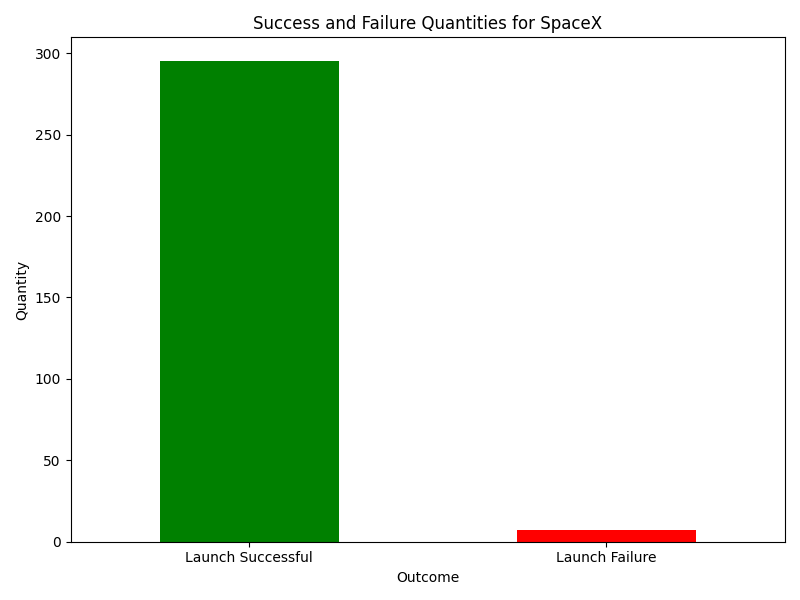 Success and Failure Quantities for SpaceX
300
250
200
150
100
50
0
Quantity
Launch Successful
Launch Failure
Outcome